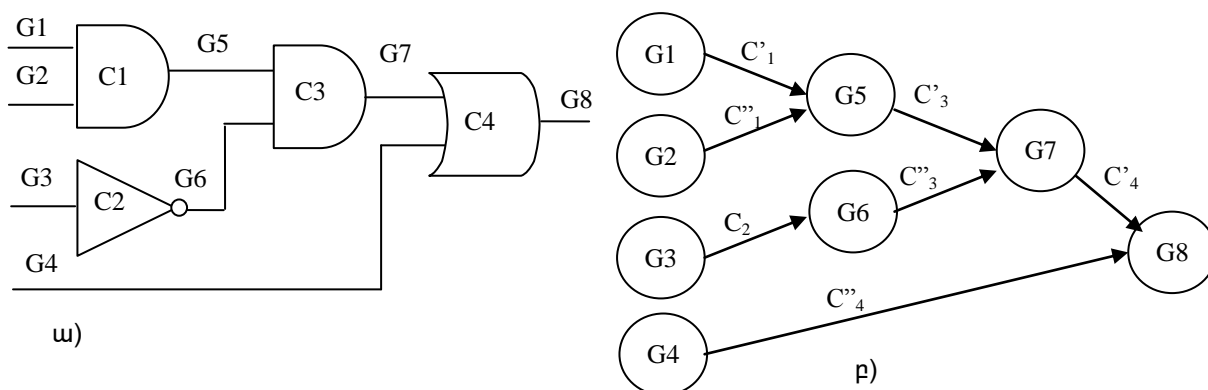 G1
G2
C1
G5
C3
G7
C4
G8
G3
C2
G6
G4
ա)
G1
C’₁
G5
C’₃
G2
C”₁
G7
C’₄
G3
C₂
G6
C”₃
G8
G4
C”₄
բ)